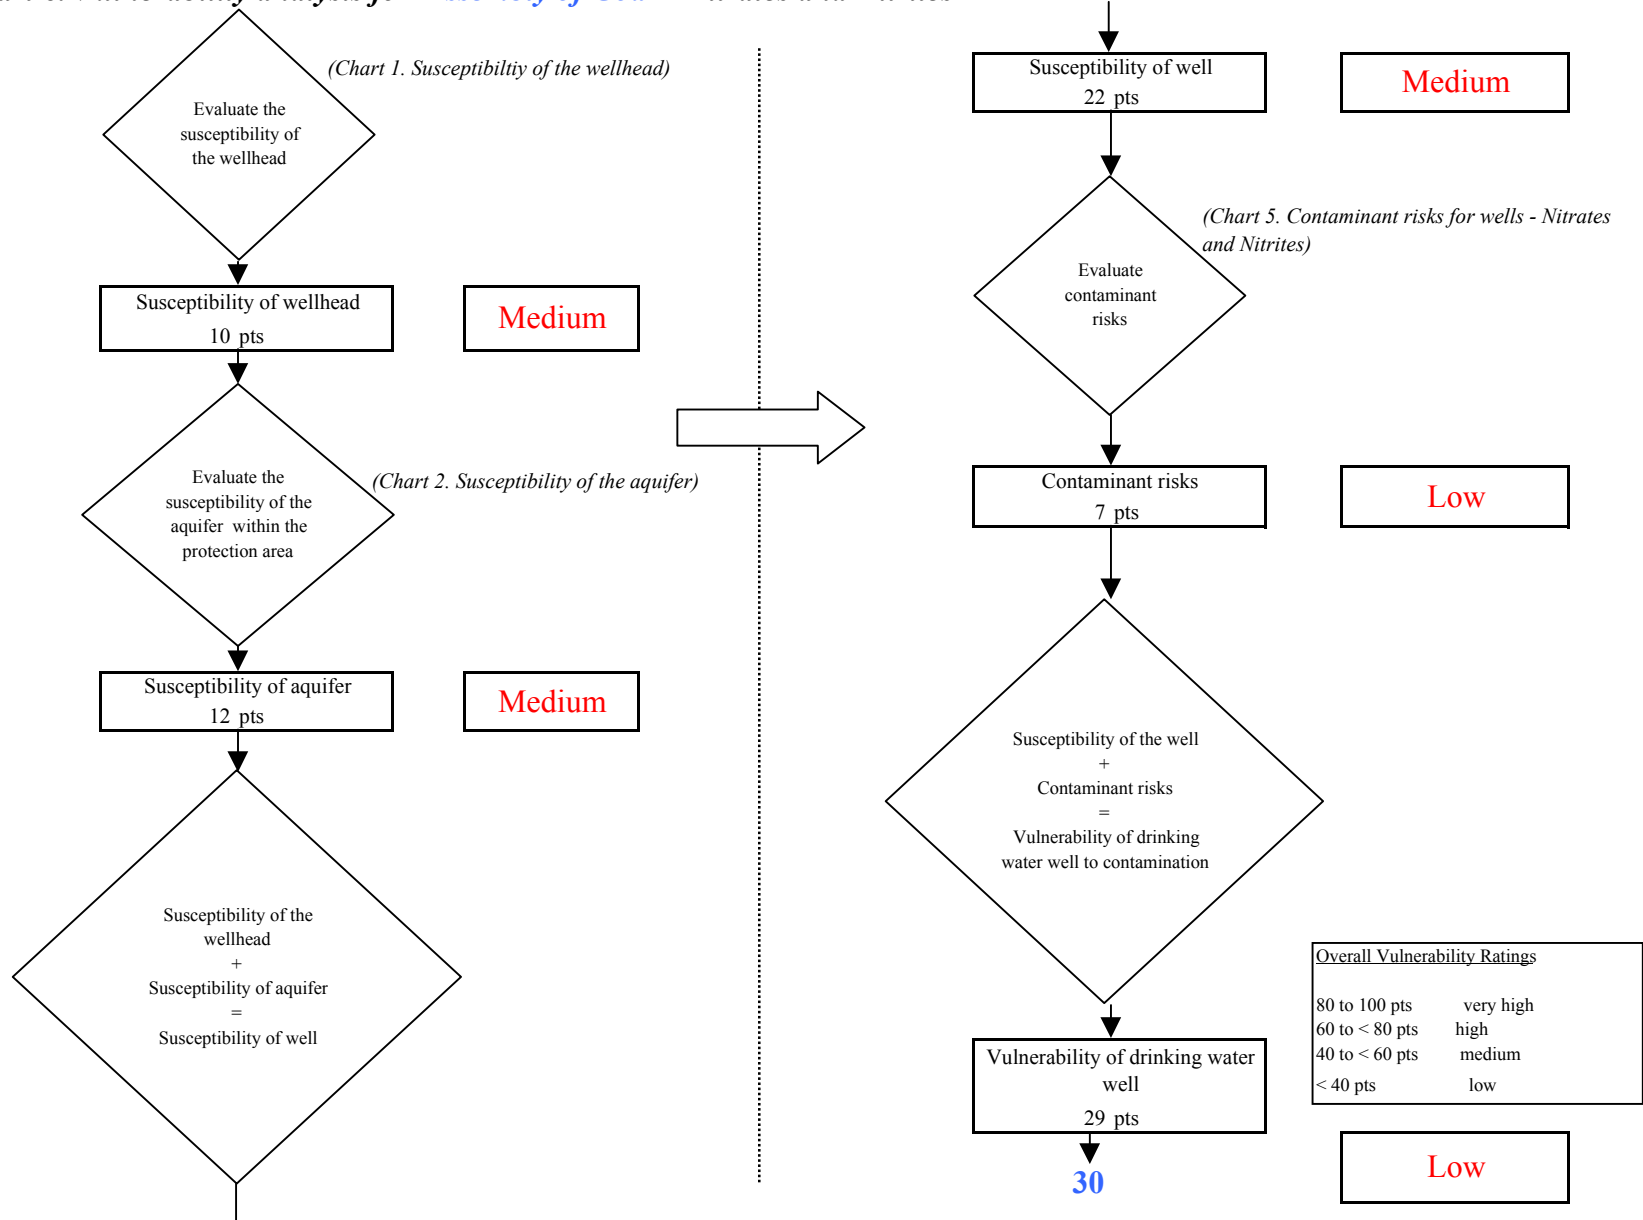 (Chart 1. Susceptibiltiy of the wellhead)
Evaluate the
susceptibility of
the wellhead
Susceptibility of wellhead
10 pts
Medium
Evaluate the
susceptibility of the
aquifer within the
protection area
(Chart 2. Susceptibility of the aquifer)
Susceptibility of aquifer
12 pts
Medium
Susceptibility of the
wellhead
+
Susceptibility of aquifer
=
Susceptibility of well
Susceptibility of well
22 pts
Medium
(Chart 5. Contaminant risks for wells - Nitrates
and Nitrites)
Evaluate
contaminant
risks
Contaminant risks
7 pts
Low
Susceptibility of the well
+
Contaminant risks
=
Vulnerability of drinking
water well to contamination
Overall Vulnerability Ratings
80 to 100 pts very high
60 to < 80 pts high
40 to < 60 pts medium
< 40 pts low
Vulnerability of drinking water
well
29 pts
30
Low